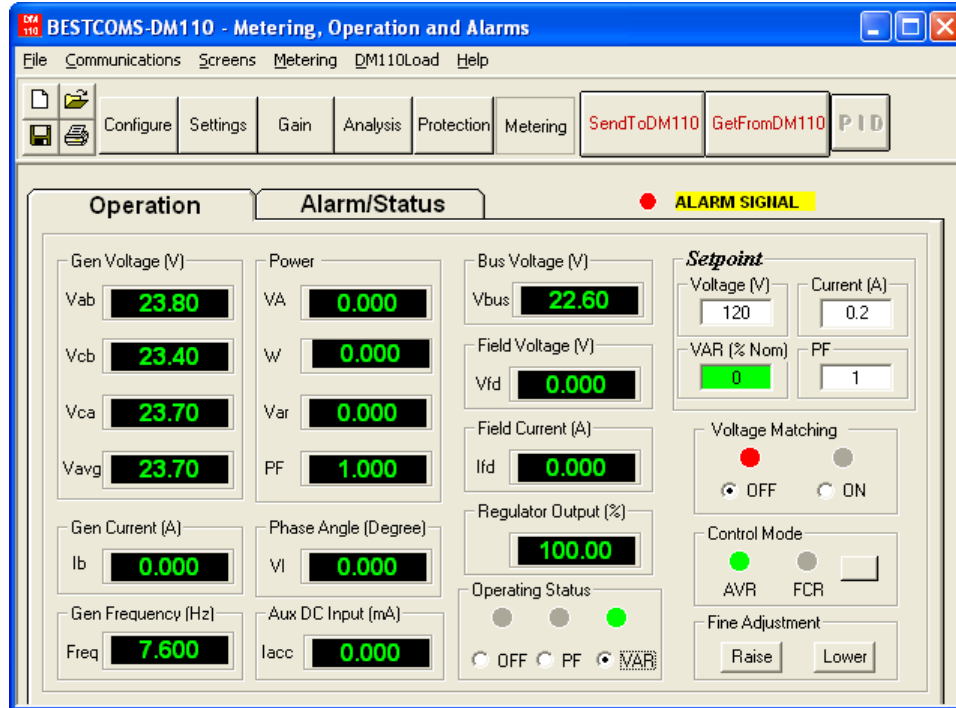 DM 110 BESTCOMS-DM110 - Metering, Operation and Alarms
File Communications Screens Metering DM110Load Help
Configure Settings Gain Analysis Protection Metering SendToDM110 GetFromDM110 PID
Operation Alarm/Status ALARM SIGNAL
Gen Voltage (V)
Vab 23.80
Vcb 23.40
Vca 23.70
Vavg 23.70
Gen Current (A)
Ib 0.000
Gen Frequency (Hz)
Freq 7.600
Power
VA 0.000
W 0.000
Var 0.000
PF 1.000
Phase Angle (Degree)
VI 0.000
Aux DC Input (mA)
Iacc 0.000
Bus Voltage (V)
Vbus 22.60
Field Voltage (V)
Vfd 0.000
Field Current (A)
Ifd 0.000
Regulator Output (%)
100.00
Operating Status
OFF PF VAR
Setpoint
Voltage (V) Current (A)
120 0.2
VAR (% Nom) PF
0 1
Voltage Matching
OFF ON
Control Mode
AVR FCR
Fine Adjustment
Raise Lower